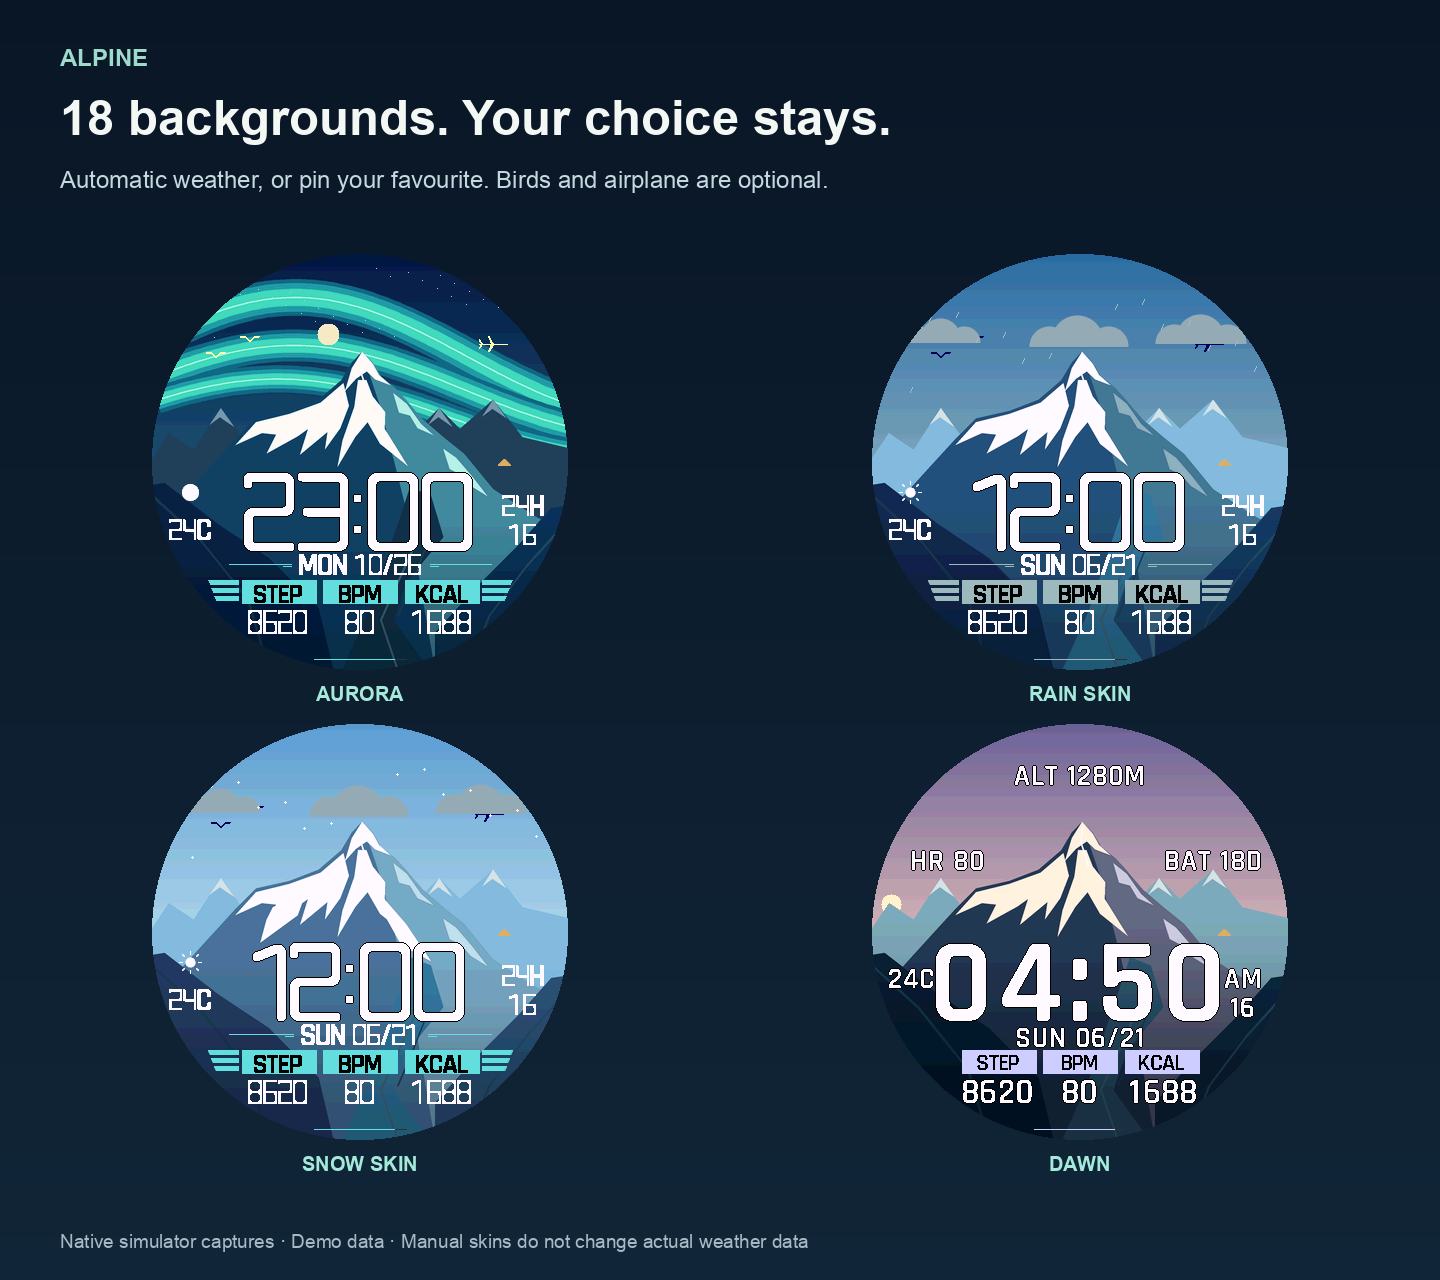 ALPINE
18 backgrounds. Your choice stays.
Automatic weather, or pin your favourite. Birds and airplane are optional.
23:00
24H
24C
16
MON 10/26
STEP BPM KCAL
8620 80 1688
AURORA
12:00
24H
24C
16
SUN 06/21
STEP BPM KCAL
8620 80 1688
RAIN SKIN
12:00
24H
24C
16
SUN 06/21
STEP BPM KCAL
8620 80 1688
SNOW SKIN
ALT 1280M
HR 80
BAT 18D
24C 04:50 AM
16
SUN 06/21
STEP BPM KCAL
8620 80 1688
DAWN
Native simulator captures · Demo data · Manual skins do not change actual weather data